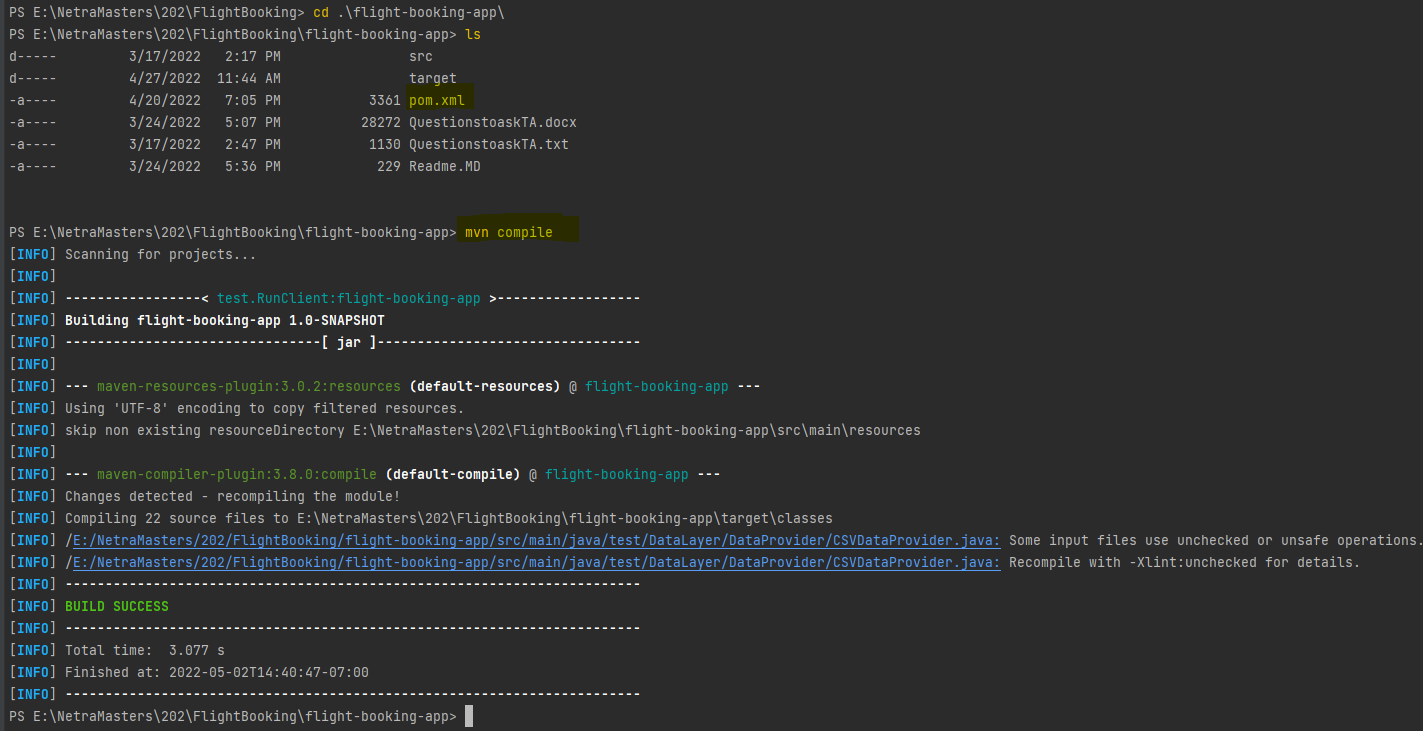 PS E:\NetraMasters\202\FlightBooking> cd .\flight-booking-app\
PS E:\NetraMasters\202\FlightBooking\flight-booking-app> ls
d----- 3/17/2022 2:17 PM src
d----- 4/27/2022 11:44 AM target
-a---- 4/20/2022 7:05 PM 3361 pom.xml
-a---- 3/24/2022 5:07 PM 28272 QuestionstoaskTA.docx
-a---- 3/17/2022 2:47 PM 1130 QuestionstoaskTA.txt
-a---- 3/24/2022 5:36 PM 229 Readme.MD
PS E:\NetraMasters\202\FlightBooking\flight-booking-app> mvn compile
[INFO] Scanning for projects...
[INFO]
[INFO] -----------------< test.RunClient:flight-booking-app >------------------
[INFO] Building flight-booking-app 1.0-SNAPSHOT
[INFO] --------------------------------[ jar ]---------------------------------
[INFO]
[INFO] --- maven-resources-plugin:3.0.2:resources (default-resources) @ flight-booking-app ---
[INFO] Using 'UTF-8' encoding to copy filtered resources.
[INFO] skip non existing resourceDirectory E:\NetraMasters\202\FlightBooking\flight-booking-app\src\main\resources
[INFO]
[INFO] --- maven-compiler-plugin:3.8.0:compile (default-compile) @ flight-booking-app ---
[INFO] Changes detected - recompiling the module!
[INFO] Compiling 22 source files to E:\NetraMasters\202\FlightBooking\flight-booking-app\target\classes
[INFO] /E:/NetraMasters/202/FlightBooking/flight-booking-app/src/main/java/test/DataLayer/DataProvider/CSVDataProvider.java: Some input files use unchecked or unsafe operations.
[INFO] /E:/NetraMasters/202/FlightBooking/flight-booking-app/src/main/java/test/DataLayer/DataProvider/CSVDataProvider.java: Recompile with -Xlint:unchecked for details.
[INFO] ------------------------------------------------------------------------
[INFO] BUILD SUCCESS
[INFO] ------------------------------------------------------------------------
[INFO] Total time: 3.077 s
[INFO] Finished at: 2022-05-02T14:40:47-07:00
[INFO] ------------------------------------------------------------------------
PS E:\NetraMasters\202\FlightBooking\flight-booking-app>